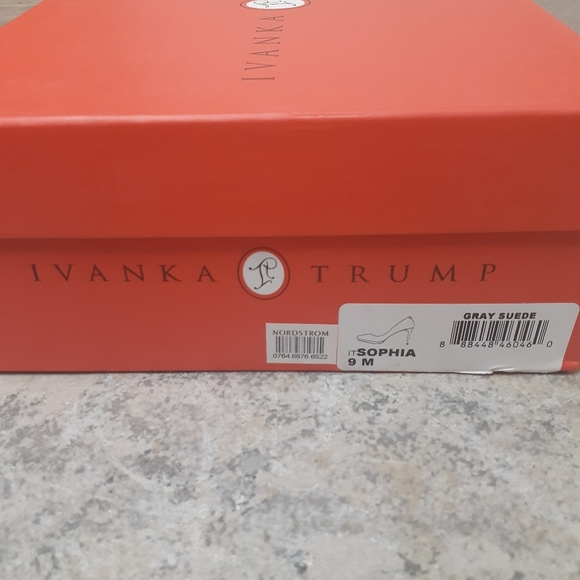 IVANKA
IVANKA TRUMP
NORDSTROM
0764 6876 6522
GRAY SUEDE
8 88448 46046 0
ITSOPHIA
9 M